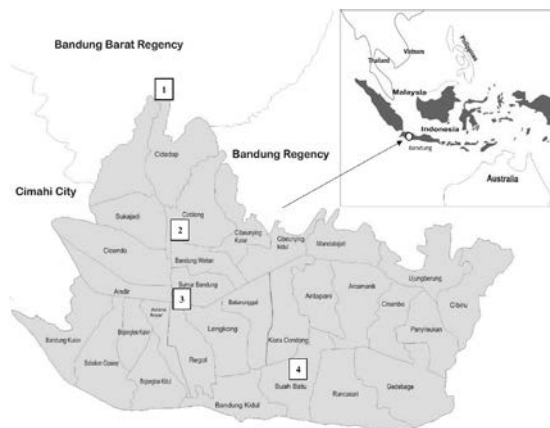 Bandung Barat Regency
Philippines
Vietnam
Thailand
Malaysia
Indonesia
Bandung
Australia
1
Cidadap
Bandung Regency
Cimahi City
Sukajadi
Coblong
2
Cibeunying
Kaler
Cibeunying
Kidul
Mandalajati
Cicendo
Bandung Wetan
Ujungberung
Sumur Bandung
Arcamanik
Andir
3
Astana
Anyar
Batununggal
Antapani
Cinambo
Cibiru
Bandung Kulon
Bojongloa Kaler
Lengkong
Kiara Condong
Panyileukan
Babakan Ciparay
Regol
4
Bojongloa Kidul
Buah Batu
Rancasari
Gedebage
Bandung Kidul